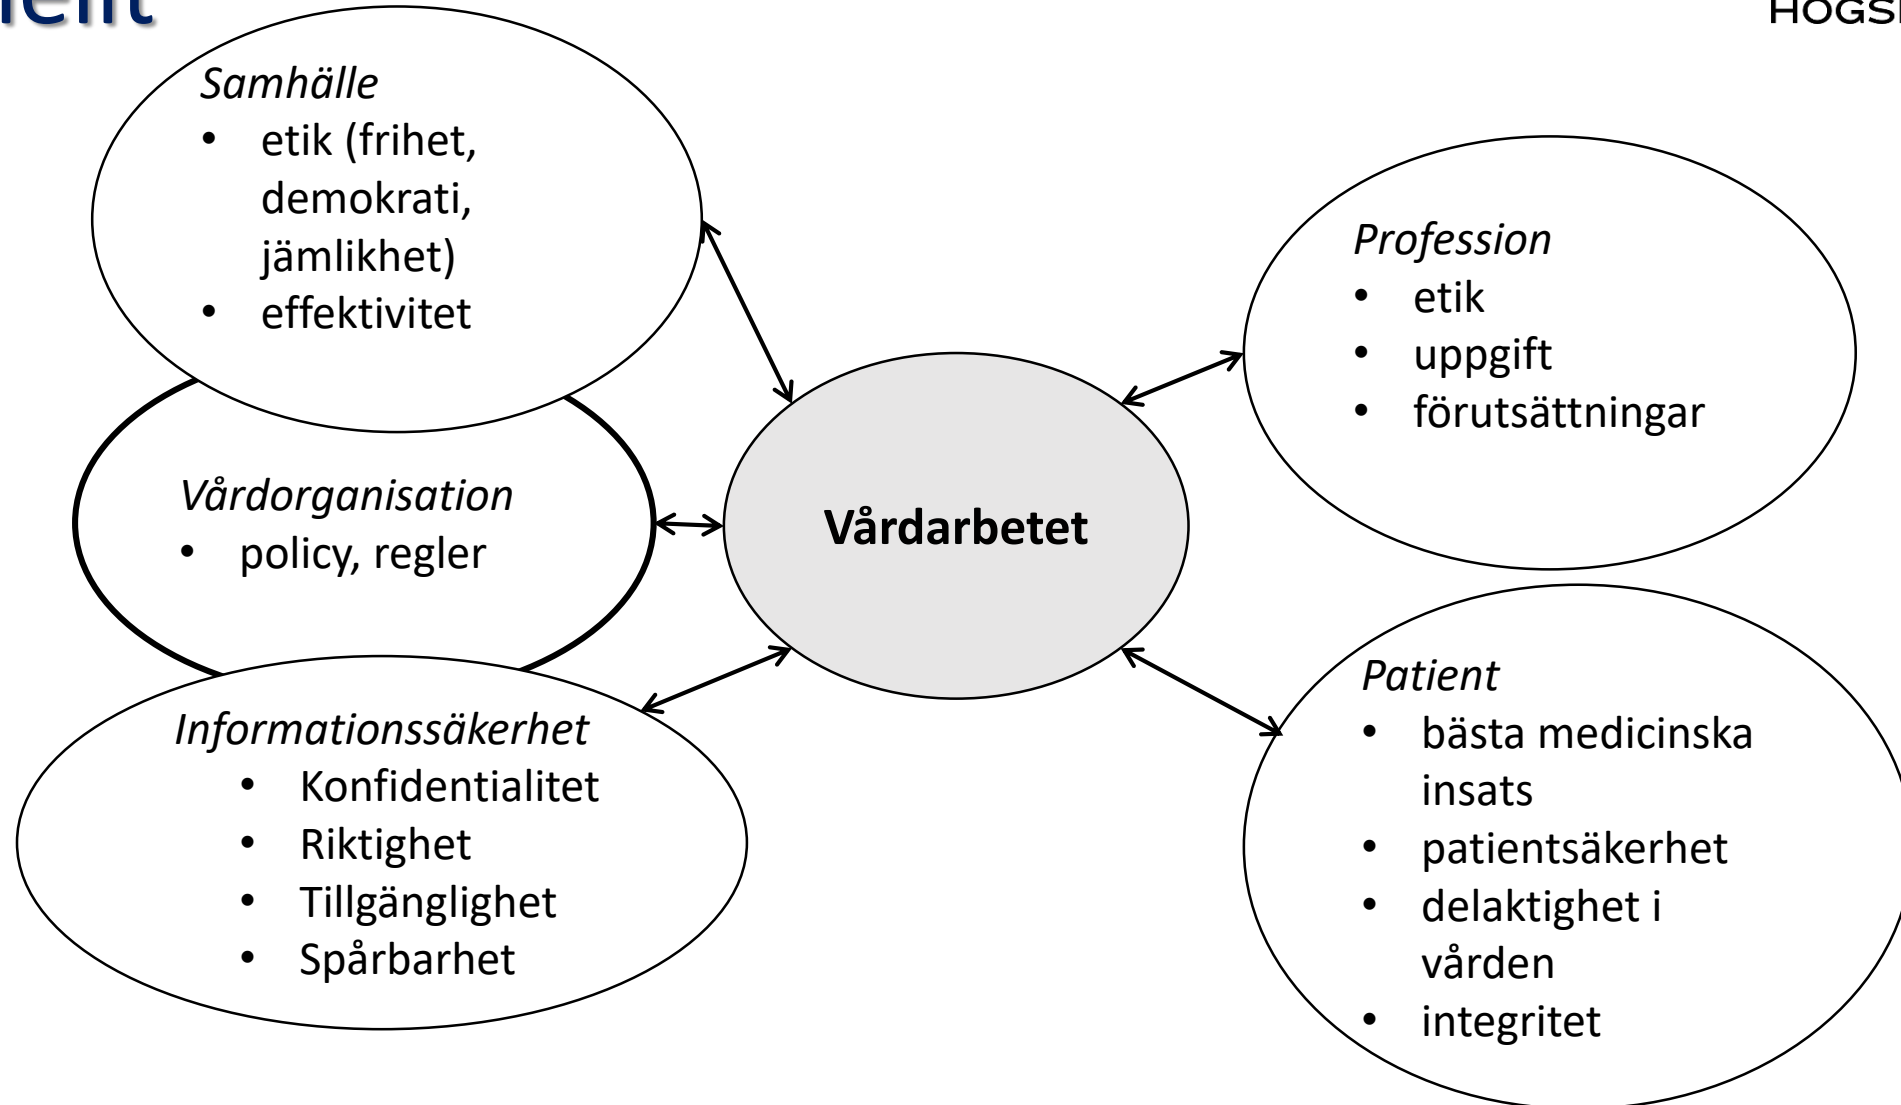 Samhälle
• etik (frihet,
demokrati,
jämlikhet)
• effektivitet
Profession
• etik
• uppgift
• förutsättningar
Vårdorganisation
• policy, regler
Vårdarbetet
Informationssäkerhet
• Konfidentialitet
• Riktighet
• Tillgänglighet
• Spårbarhet
Patient
• bästa medicinska
insats
• patientsäkerhet
• delaktighet i
vården
• integritet